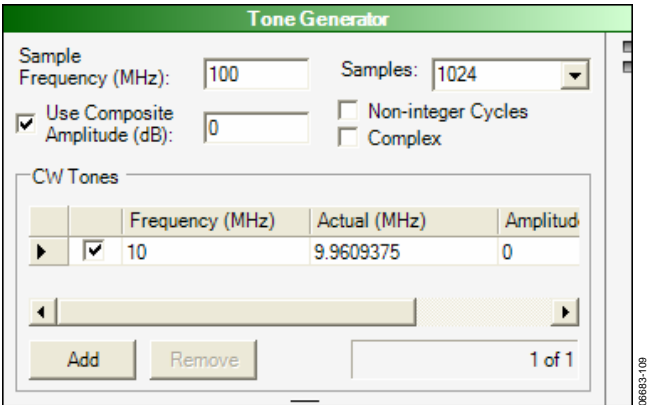 Tone Generator
Sample
Frequency (MHz): 100 Samples: 1024
Use Composite
Amplitude (dB): 0
Non-integer Cycles
Complex
CW Tones
Frequency (MHz) Actual (MHz) Amplitud
10 9.9609375 0
Add Remove 1 of 1
06683-109